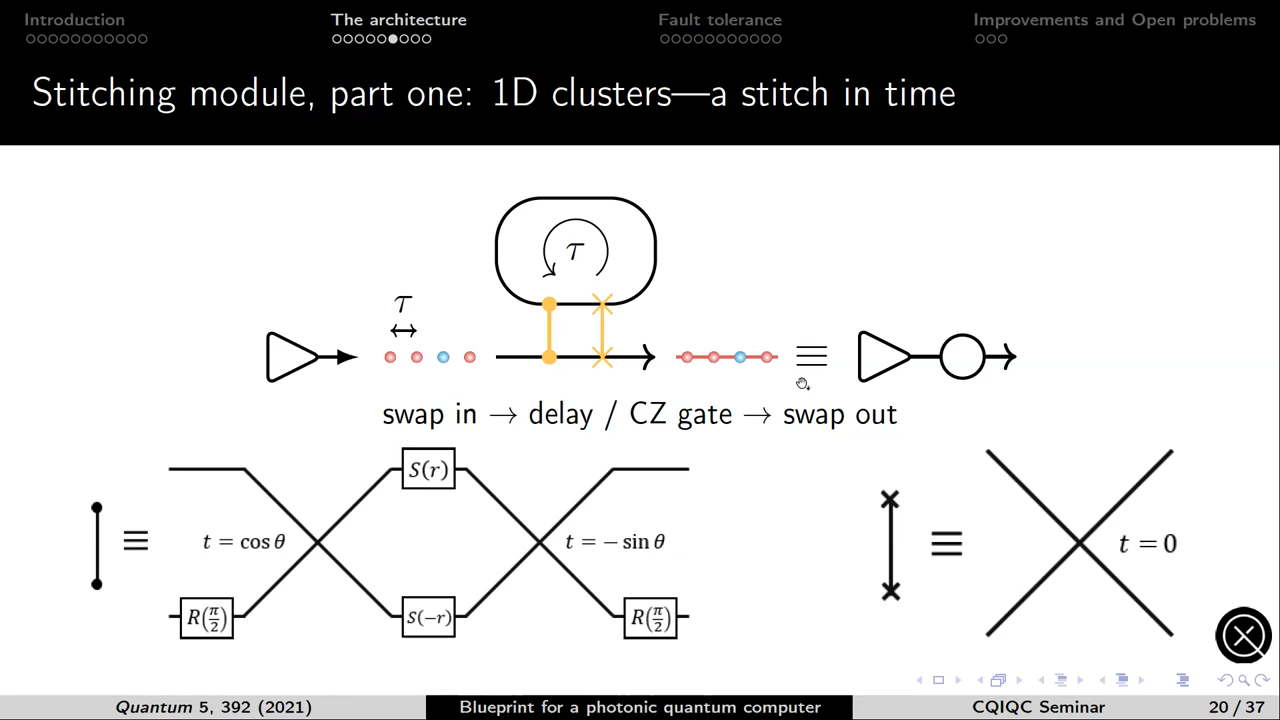 Introduction The architecture Fault tolerance Improvements and Open problems
Stitching module, part one: 1D clusters—a stitch in time
τ
τ
swap in → delay / CZ gate → swap out
S(r)
t = cos θ t = − sin θ t = 0
R(π/2) S(−r) R(π/2)
Quantum 5, 392 (2021) Blueprint for a photonic quantum computer CQIQC Seminar 20 / 37